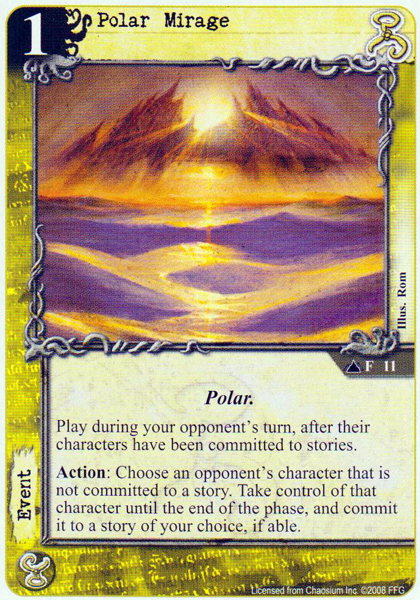 1
Polar Mirage
Illus. Rom
F 11
Polar.
Play during your opponent's turn, after their
characters have been committed to stories.
Action: Choose an opponent's character that is
not committed to a story. Take control of that
character until the end of the phase, and commit
it to a story of your choice, if able.
Event
Licensed from Chaosium Inc. ©2008 FFG